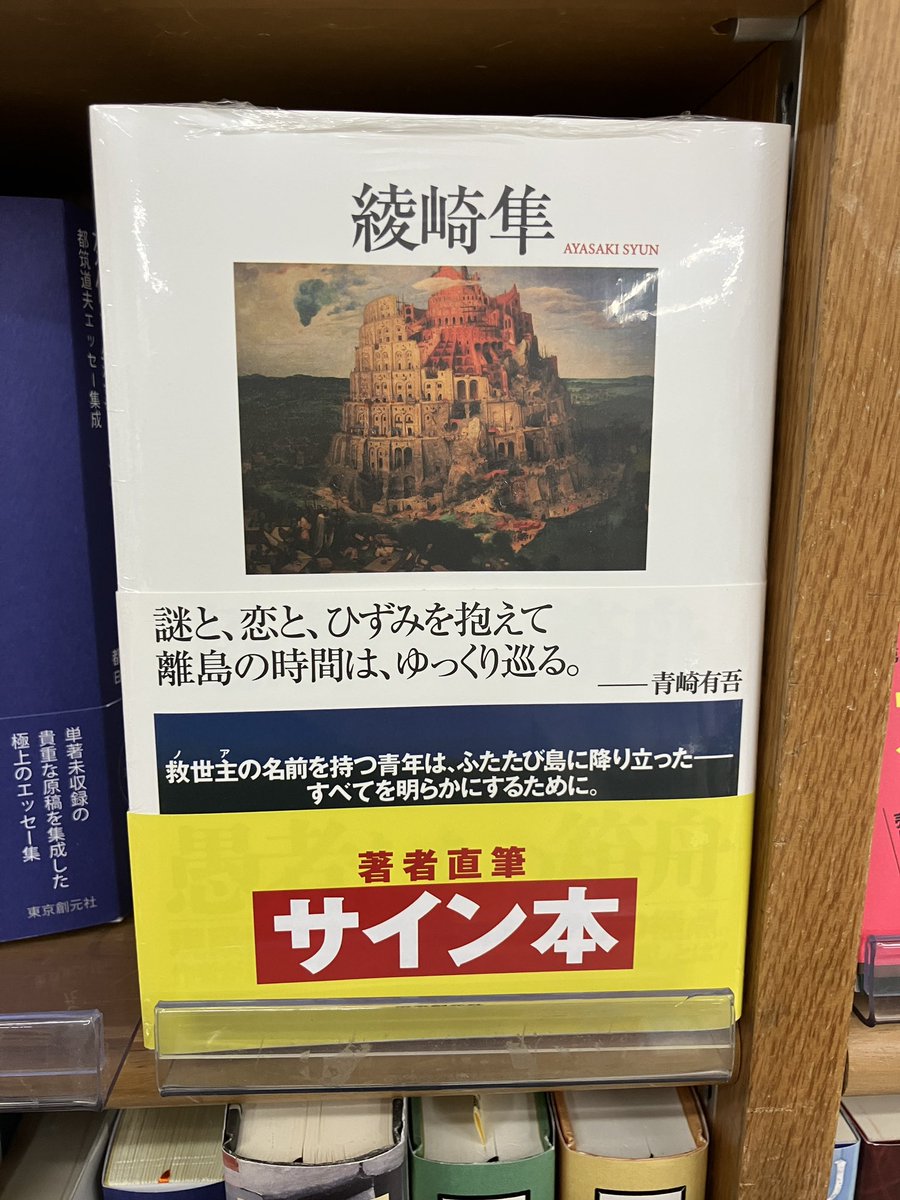 綾崎隼
AYASAKI SYUN
謎と、恋と、ひずみを抱えて
離島の時間は、ゆっくり巡る。
――青崎有吾
ノア
救世主の名前を持つ青年は、ふたたび島に降り立った――
すべてを明らかにするために。
著者直筆
サイン本
都筑道夫エッセー集成
単著未収録の
貴重な原稿を集成した
極上のエッセー集
東京創元社